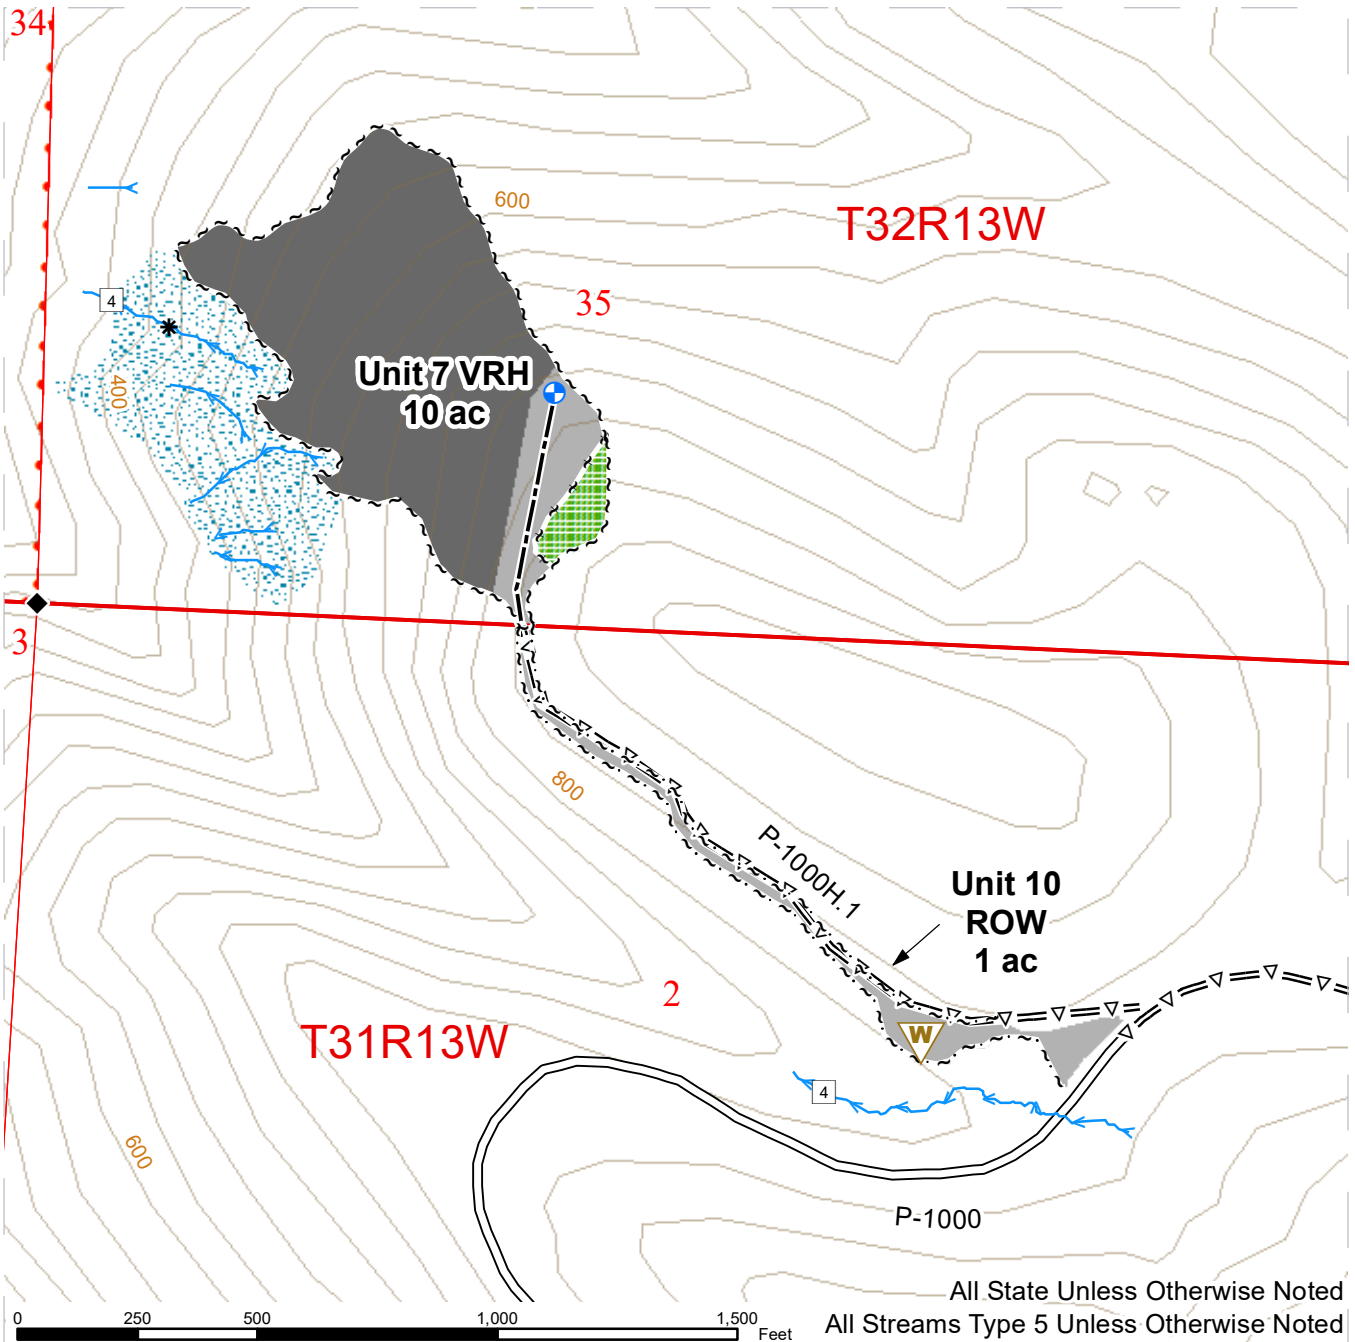 34
600
T32R13W
35
4
Unit 7 VRH
10 ac
400
3
800
P-1000H.1
Unit 10
ROW
1 ac
2
W
T31R13W
4
600
P-1000
All State Unless Otherwise Noted
All Streams Type 5 Unless Otherwise Noted
0 250 500 1,000 1,500
Feet